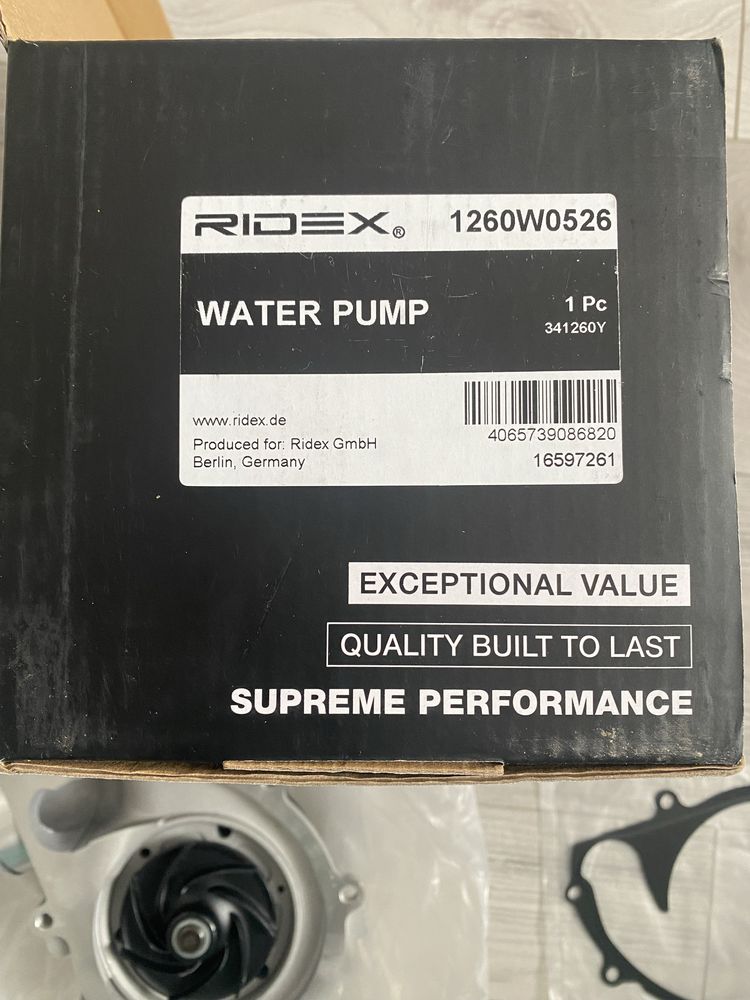 RIDEX® 1260W0526
WATER PUMP 1 Pc
341260Y
www.ridex.de
Produced for: Ridex GmbH
Berlin, Germany
4065739086820
16597261
EXCEPTIONAL VALUE
QUALITY BUILT TO LAST
SUPREME PERFORMANCE